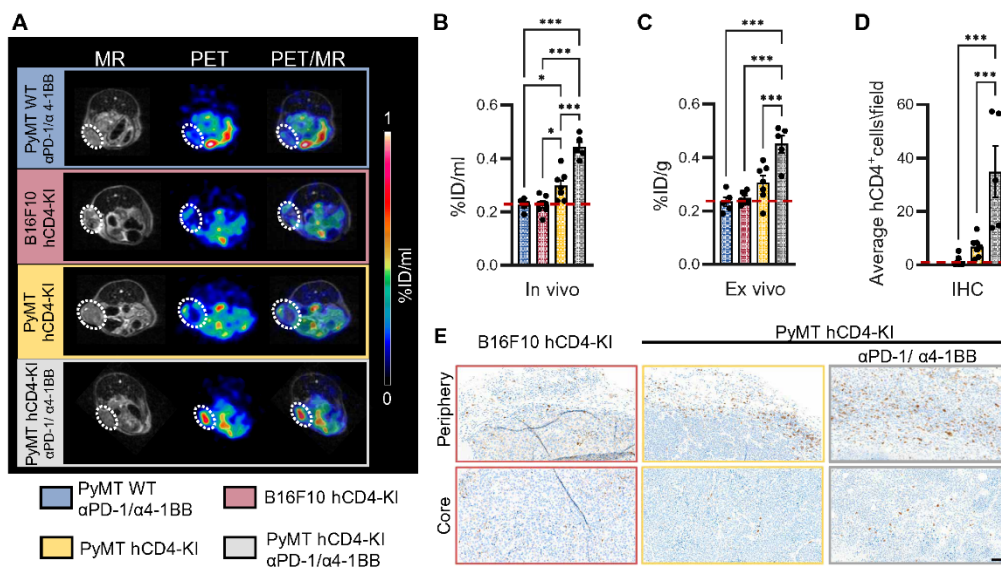 A
MR PET PET/MR
PyMT WT
αPD-1/α 4-1BB
B16F10
hCD4-KI
PyMT
hCD4-KI
PyMT hCD4-KI
αPD-1/ α4-1BB
1
%ID/ml
0
PyMT WT
αPD-1/α4-1BB
B16F10 hCD4-KI
PyMT hCD4-KI
PyMT hCD4-KI
αPD-1/α4-1BB
B
***
***
*
*
***
%ID/ml
0.6
0.4
0.2
0.0
In vivo
C
***
***
***
%ID/g
0.6
0.4
0.2
0.0
Ex vivo
D
***
***
Average hCD4⁺cells\field
60
40
20
0
IHC
E
B16F10 hCD4-KI
PyMT hCD4-KI
αPD-1/ α4-1BB
Periphery
Core